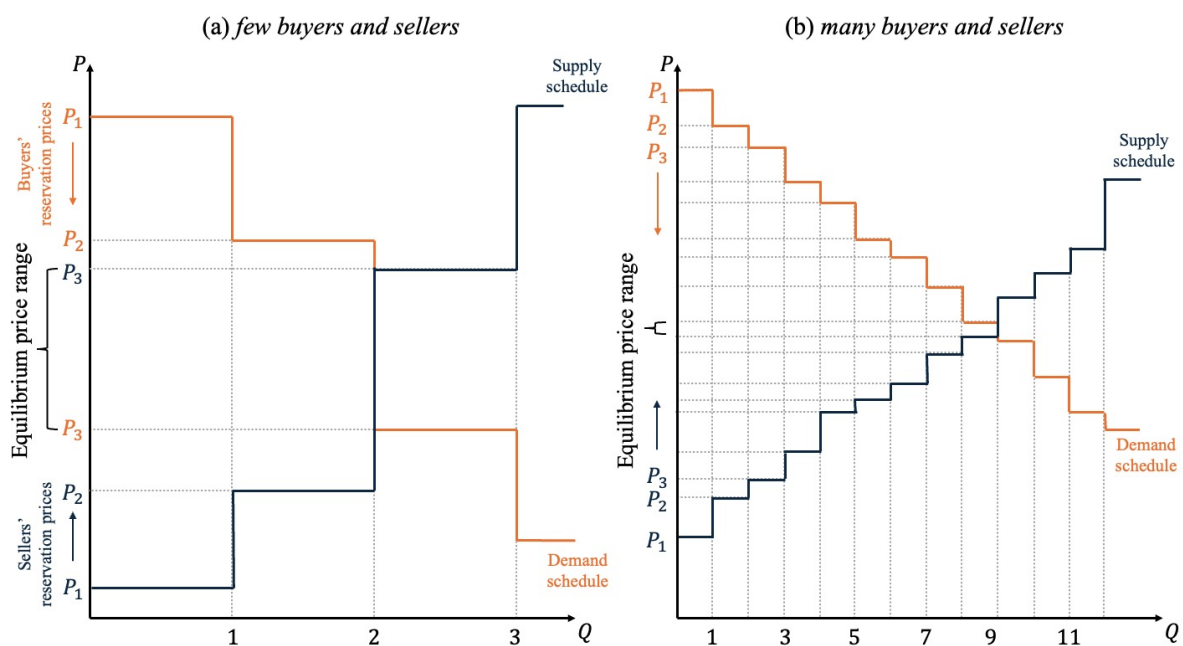 (a) few buyers and sellers
P
Supply
schedule
P₁
Buyers’
reservation prices
P₂
Equilibrium price range
P₃
P₃
P₂
Sellers’
reservation prices
P₁
Demand
schedule
1
2
3
Q
(b) many buyers and sellers
P
P₁
P₂
P₃
Supply
schedule
Equilibrium price range
P₃
P₂
P₁
Demand
schedule
1
3
5
7
9
11
Q